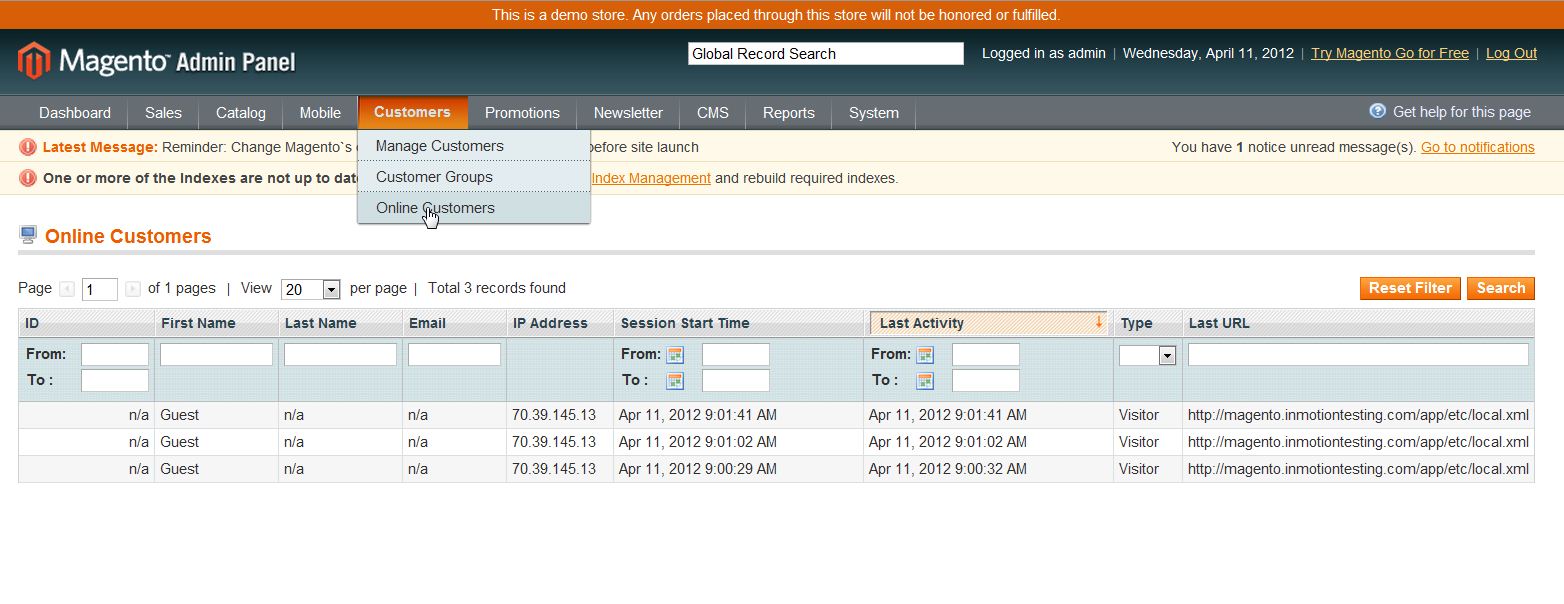 This is a demo store. Any orders placed through this store will not be honored or fulfilled.
Magento™ Admin Panel
Global Record Search
Logged in as admin | Wednesday, April 11, 2012 | Try Magento Go for Free | Log Out
Dashboard Sales Catalog Mobile Customers Promotions Newsletter CMS Reports System Get help for this page
Manage Customers
Customer Groups
Online Customers
Latest Message: Reminder: Change Magento`s before site launch You have 1 notice unread message(s). Go to notifications
One or more of the Indexes are not up to date Index Management and rebuild required indexes.
Online Customers
Page 1 of 1 pages | View 20 per page | Total 3 records found Reset Filter Search
ID First Name Last Name Email IP Address Session Start Time Last Activity Type Last URL
From: From: From:
To : To : To :
n/a Guest n/a n/a 70.39.145.13 Apr 11, 2012 9:01:41 AM Apr 11, 2012 9:01:41 AM Visitor http://magento.inmotiontesting.com/app/etc/local.xml
n/a Guest n/a n/a 70.39.145.13 Apr 11, 2012 9:01:02 AM Apr 11, 2012 9:01:02 AM Visitor http://magento.inmotiontesting.com/app/etc/local.xml
n/a Guest n/a n/a 70.39.145.13 Apr 11, 2012 9:00:29 AM Apr 11, 2012 9:00:32 AM Visitor http://magento.inmotiontesting.com/app/etc/local.xml